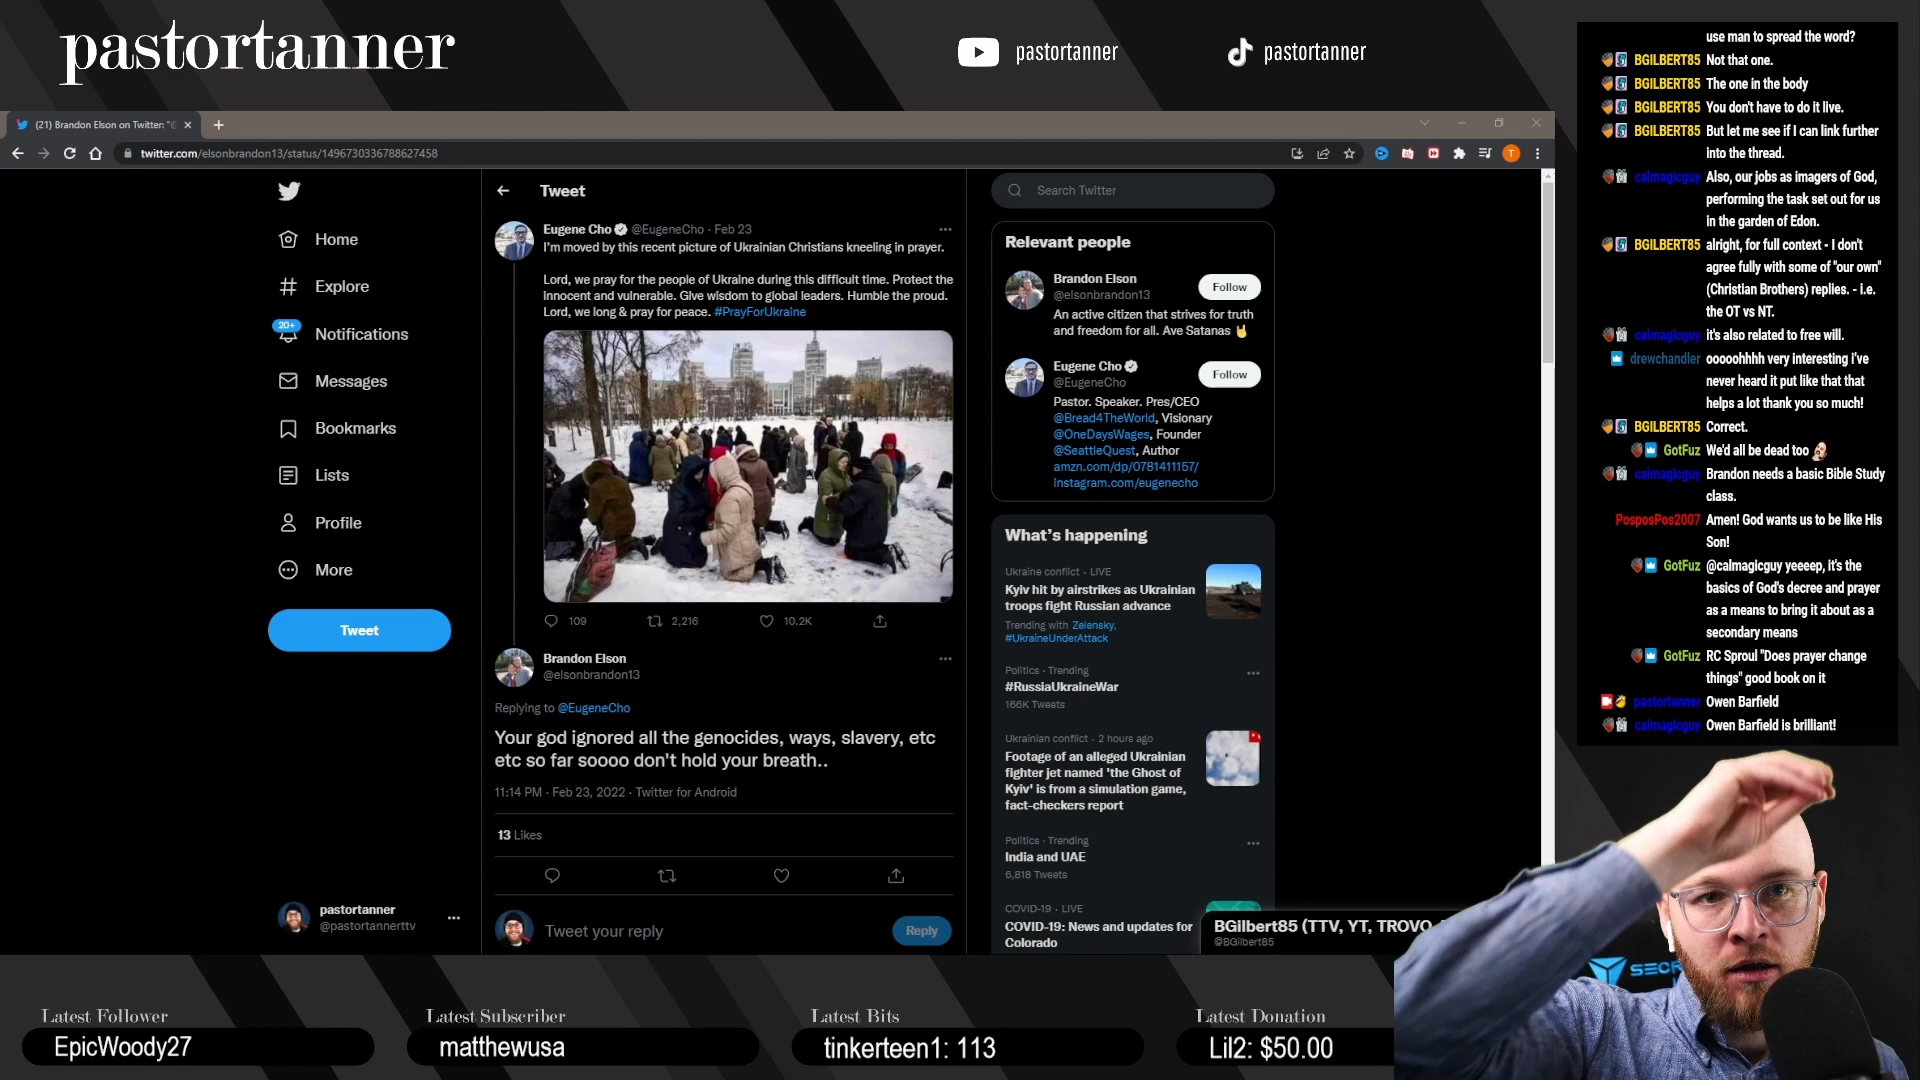 pastortanner
pastortanner
pastortanner
(21) Brandon Elson on Twitter: "
twitter.com/elsonbrandon13/status/1496730336788627458
T
Home
Explore
20+
Notifications
Messages
Bookmarks
Lists
Profile
More
Tweet
pastortanner
@pastortannerttv
Tweet
Eugene Cho @EugeneCho · Feb 23
I'm moved by this recent picture of Ukrainian Christians kneeling in prayer.
Lord, we pray for the people of Ukraine during this difficult time. Protect the
innocent and vulnerable. Give wisdom to global leaders. Humble the proud.
Lord, we long & pray for peace. #PrayForUkraine
109
2,216
10.2K
Brandon Elson
@elsonbrandon13
Replying to @EugeneCho
Your god ignored all the genocides, ways, slavery, etc
etc so far soooo don't hold your breath..
11:14 PM · Feb 23, 2022 · Twitter for Android
13 Likes
Tweet your reply
Reply
Search Twitter
Relevant people
Brandon Elson
@elsonbrandon13
Follow
An active citizen that strives for truth
and freedom for all. Ave Satanas
Eugene Cho
@EugeneCho
Follow
Pastor. Speaker. Pres/CEO
@Bread4TheWorld, Visionary
@OneDaysWages, Founder
@SeattleQuest, Author
amzn.com/dp/0781411157/
instagram.com/eugenecho
What's happening
Ukraine conflict · LIVE
Kyiv hit by airstrikes as Ukrainian
troops fight Russian advance
Trending with Zelensky,
#UkraineUnderAttack
Politics · Trending
#RussiaUkraineWar
166K Tweets
Ukrainian conflict · 2 hours ago
Footage of an alleged Ukrainian
fighter jet named 'the Ghost of
Kyiv' is from a simulation game,
fact-checkers report
Politics · Trending
India and UAE
6,818 Tweets
COVID-19 · LIVE
COVID-19: News and updates for
Colorado
BGilbert85 (TTV, YT, TROVO,
@BGilbert85
use man to spread the word?
BGILBERT85 Not that one.
BGILBERT85 The one in the body
BGILBERT85 You don't have to do it live.
BGILBERT85 But let me see if I can link further
into the thread.
calmagicguy Also, our jobs as imagers of God,
performing the task set out for us
in the garden of Edon.
BGILBERT85 alright, for full context - I don't
agree fully with some of "our own"
(Christian Brothers) replies. - i.e.
the OT vs NT.
calmagicguy it's also related to free will.
drewchandler ooooohhhh very interesting i've
never heard it put like that that
helps a lot thank you so much!
BGILBERT85 Correct.
GotFuz We'd all be dead too
calmagicguy Brandon needs a basic Bible Study
class.
PosposPos2007 Amen! God wants us to be like His
Son!
GotFuz @calmagicguy yeeeep, it's the
basics of God's decree and prayer
as a means to bring it about as a
secondary means
GotFuz RC Sproul "Does prayer change
things" good book on it
pastortanner Owen Barfield
calmagicguy Owen Barfield is brilliant!
SECR
Latest Follower
EpicWoody27
Latest Subscriber
matthewusa
Latest Bits
tinkerteen1: 113
Latest Donation
Lil2: $50.00